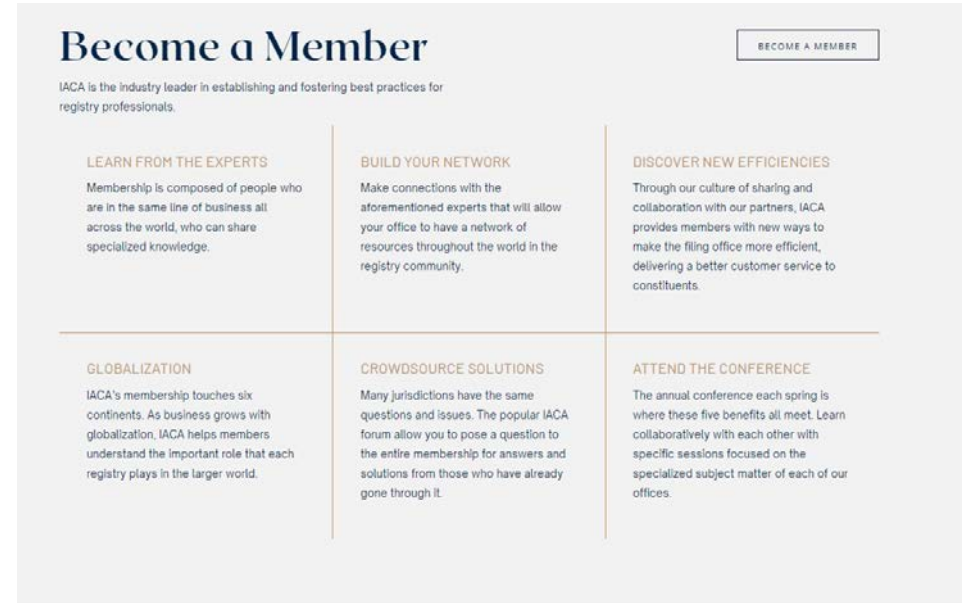 Become a Member
BECOME A MEMBER
IACA is the industry leader in establishing and fostering best practices for
registry professionals.
LEARN FROM THE EXPERTS
Membership is composed of people who
are in the same line of business all
across the world, who can share
specialized knowledge.
BUILD YOUR NETWORK
Make connections with the
aforementioned experts that will allow
your office to have a network of
resources throughout the world in the
registry community.
DISCOVER NEW EFFICIENCIES
Through our culture of sharing and
collaboration with our partners, IACA
provides members with new ways to
make the filing office more efficient,
delivering a better customer service to
constituents.
GLOBALIZATION
IACA's membership touches six
continents. As business grows with
globalization, IACA helps members
understand the important role that each
registry plays in the larger world.
CROWDSOURCE SOLUTIONS
Many jurisdictions have the same
questions and issues. The popular IACA
forum allow you to pose a question to
the entire membership for answers and
solutions from those who have already
gone through it.
ATTEND THE CONFERENCE
The annual conference each spring is
where these five benefits all meet. Learn
collaboratively with each other with
specific sessions focused on the
specialized subject matter of each of our
offices.